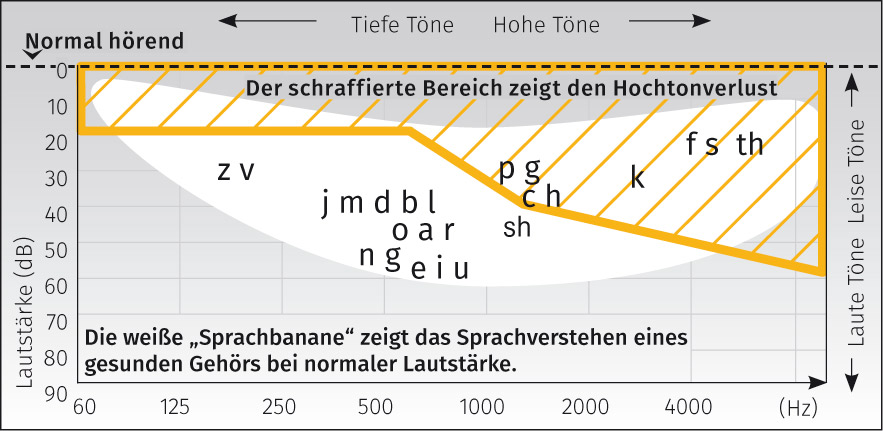 Tiefe Töne Hohe Töne
Normal hörend
0
10
20
30
40
50
60
70
80
90
Lautstärke (dB)
Der schraffierte Bereich zeigt den Hochtonverlust
f s th
p g
z v
k
c h
j m d b l
sh
o a r
n g
e i u
Die weiße „Sprachbanane“ zeigt das Sprachverstehen eines
gesunden Gehörs bei normaler Lautstärke.
60 125 250 500 1000 2000 4000 (Hz)
Laute Töne Leise Töne